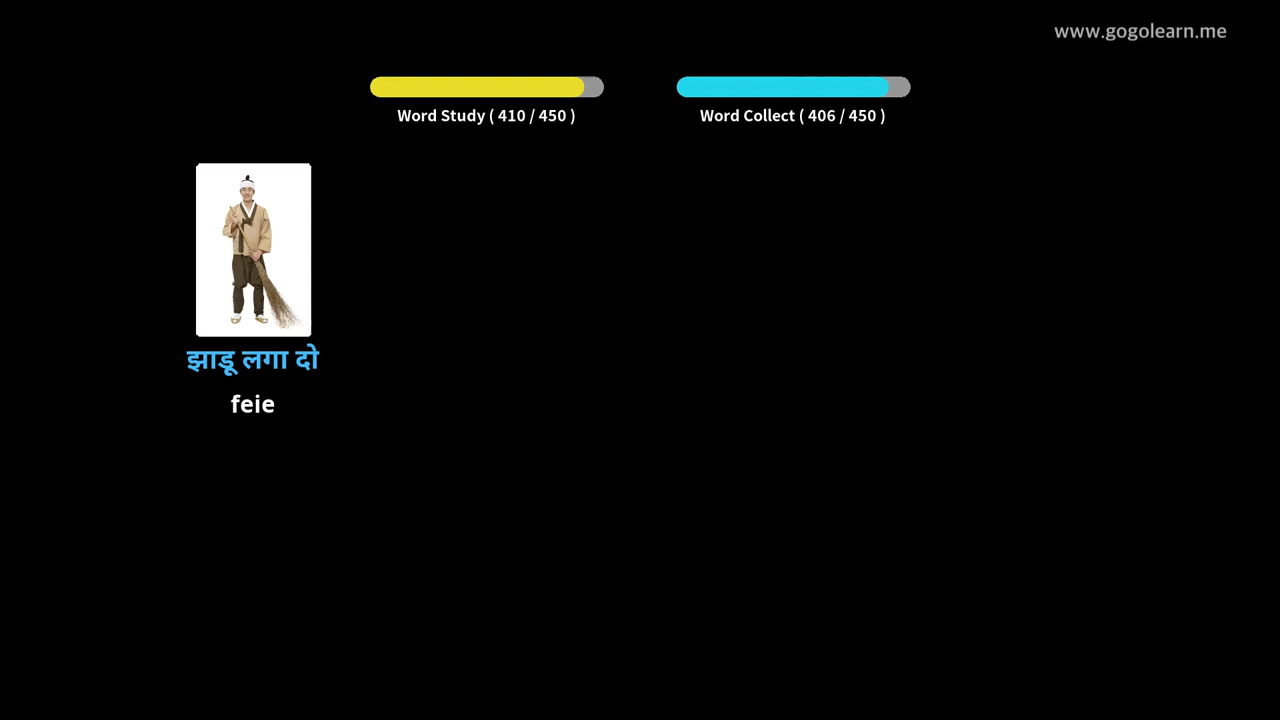 www.gogolearn.me
Word Study ( 410 / 450 )
Word Collect ( 406 / 450 )
झाडू लगा दो
feie